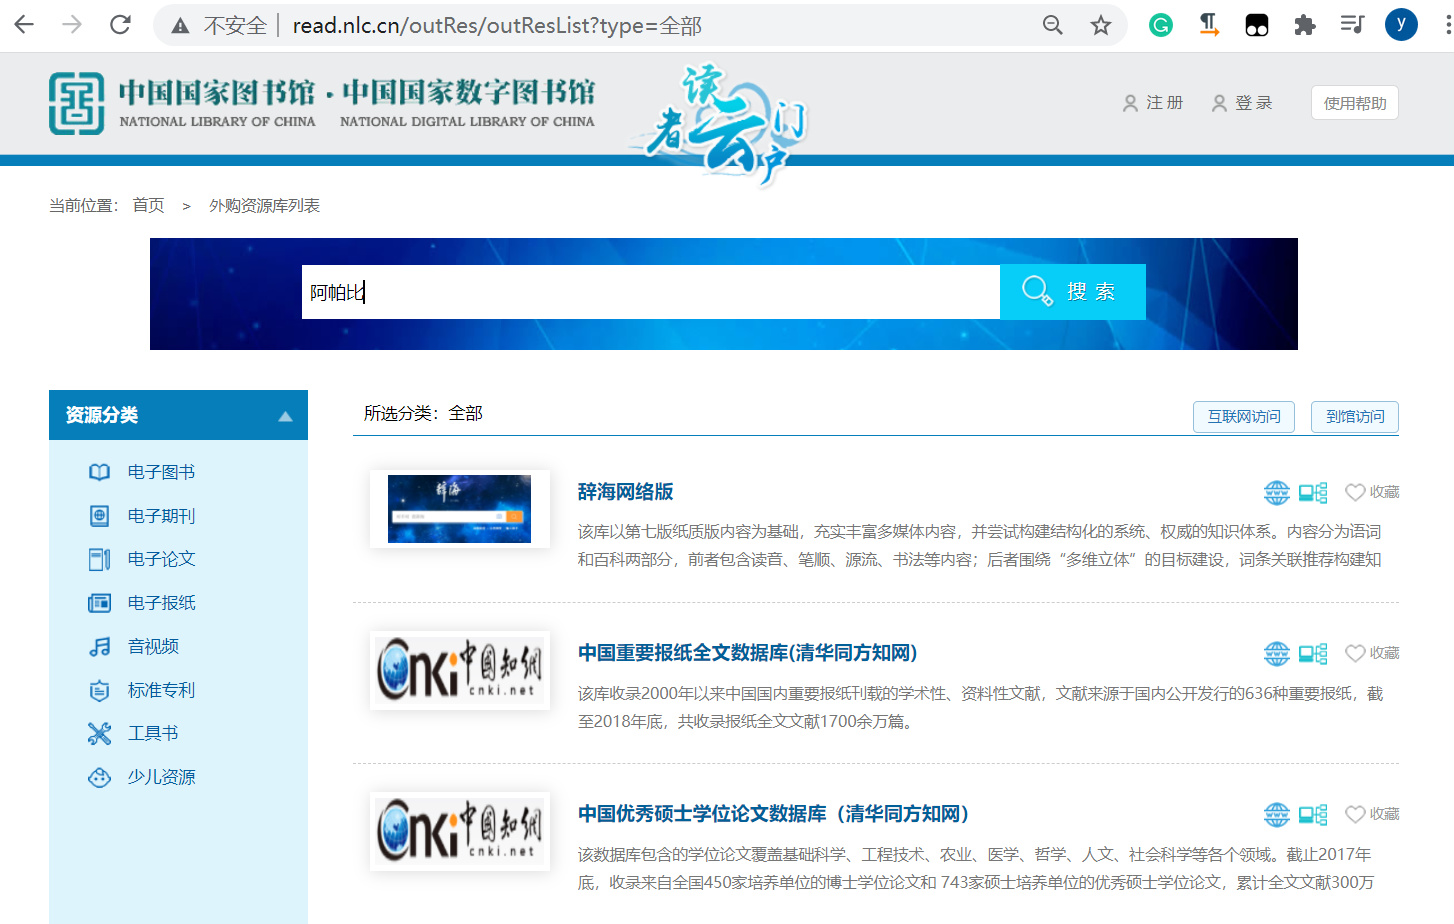 不安全 | read.nlc.cn/outRes/outResList?type=全部
y
中国国家图书馆·中国国家数字图书馆
NATIONAL LIBRARY OF CHINA NATIONAL DIGITAL LIBRARY OF CHINA
读者云门户
注册 登录 使用帮助
当前位置： 首页 > 外购资源库列表
阿帕比 搜索
资源分类
电子图书
电子期刊
电子论文
电子报纸
音视频
标准专利
工具书
少儿资源
所选分类：全部 互联网访问 到馆访问
辞海
辞海网络版 收藏
该库以第七版纸质版内容为基础，充实丰富多媒体内容，并尝试构建结构化的系统、权威的知识体系。内容分为语词
和百科两部分，前者包含读音、笔顺、源流、书法等内容；后者围绕“多维立体”的目标建设，词条关联推荐构建知
Cnki中国知网
cnki.net
中国重要报纸全文数据库(清华同方知网) 收藏
该库收录2000年以来中国国内重要报纸刊载的学术性、资料性文献，文献来源于国内公开发行的636种重要报纸，截
至2018年底，共收录报纸全文文献1700余万篇。
Cnki中国知网
cnki.net
中国优秀硕士学位论文数据库（清华同方知网） 收藏
该数据库包含的学位论文覆盖基础科学、工程技术、农业、医学、哲学、人文、社会科学等各个领域。截止2017年
底，收录来自全国450家培养单位的博士学位论文和 743家硕士培养单位的优秀硕士学位论文，累计全文文献300万